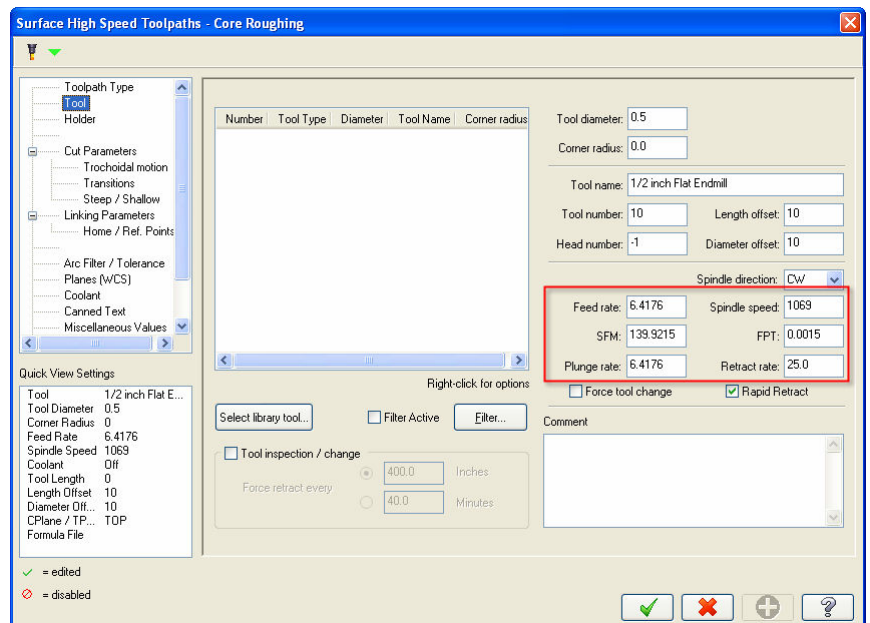 Surface High Speed Toolpaths - Core Roughing
Toolpath Type
Tool
Holder
Cut Parameters
Trochoidal motion
Transitions
Steep / Shallow
Linking Parameters
Home / Ref. Points
Arc Filter / Tolerance
Planes (WCS)
Coolant
Canned Text
Miscellaneous Values
Quick View Settings
Tool 1/2 inch Flat E...
Tool Diameter 0.5
Corner Radius 0
Feed Rate 6.4176
Spindle Speed 1069
Coolant Off
Tool Length 0
Length Offset 10
Diameter Off... 10
CPlane / TP... TOP
Formula File
= edited
= disabled
Number Tool Type Diameter Tool Name Corner radius
Right-click for options
Select library tool... Filter Active Filter...
Tool inspection / change
Force retract every
400.0 Inches
40.0 Minutes
Tool diameter: 0.5
Corner radius: 0.0
Tool name: 1/2 inch Flat Endmill
Tool number: 10 Length offset: 10
Head number: -1 Diameter offset: 10
Spindle direction: CW
Feed rate: 6.4176 Spindle speed: 1069
SFM: 139.9215 FPT: 0.0015
Plunge rate: 6.4176 Retract rate: 25.0
Force tool change Rapid Retract
Comment